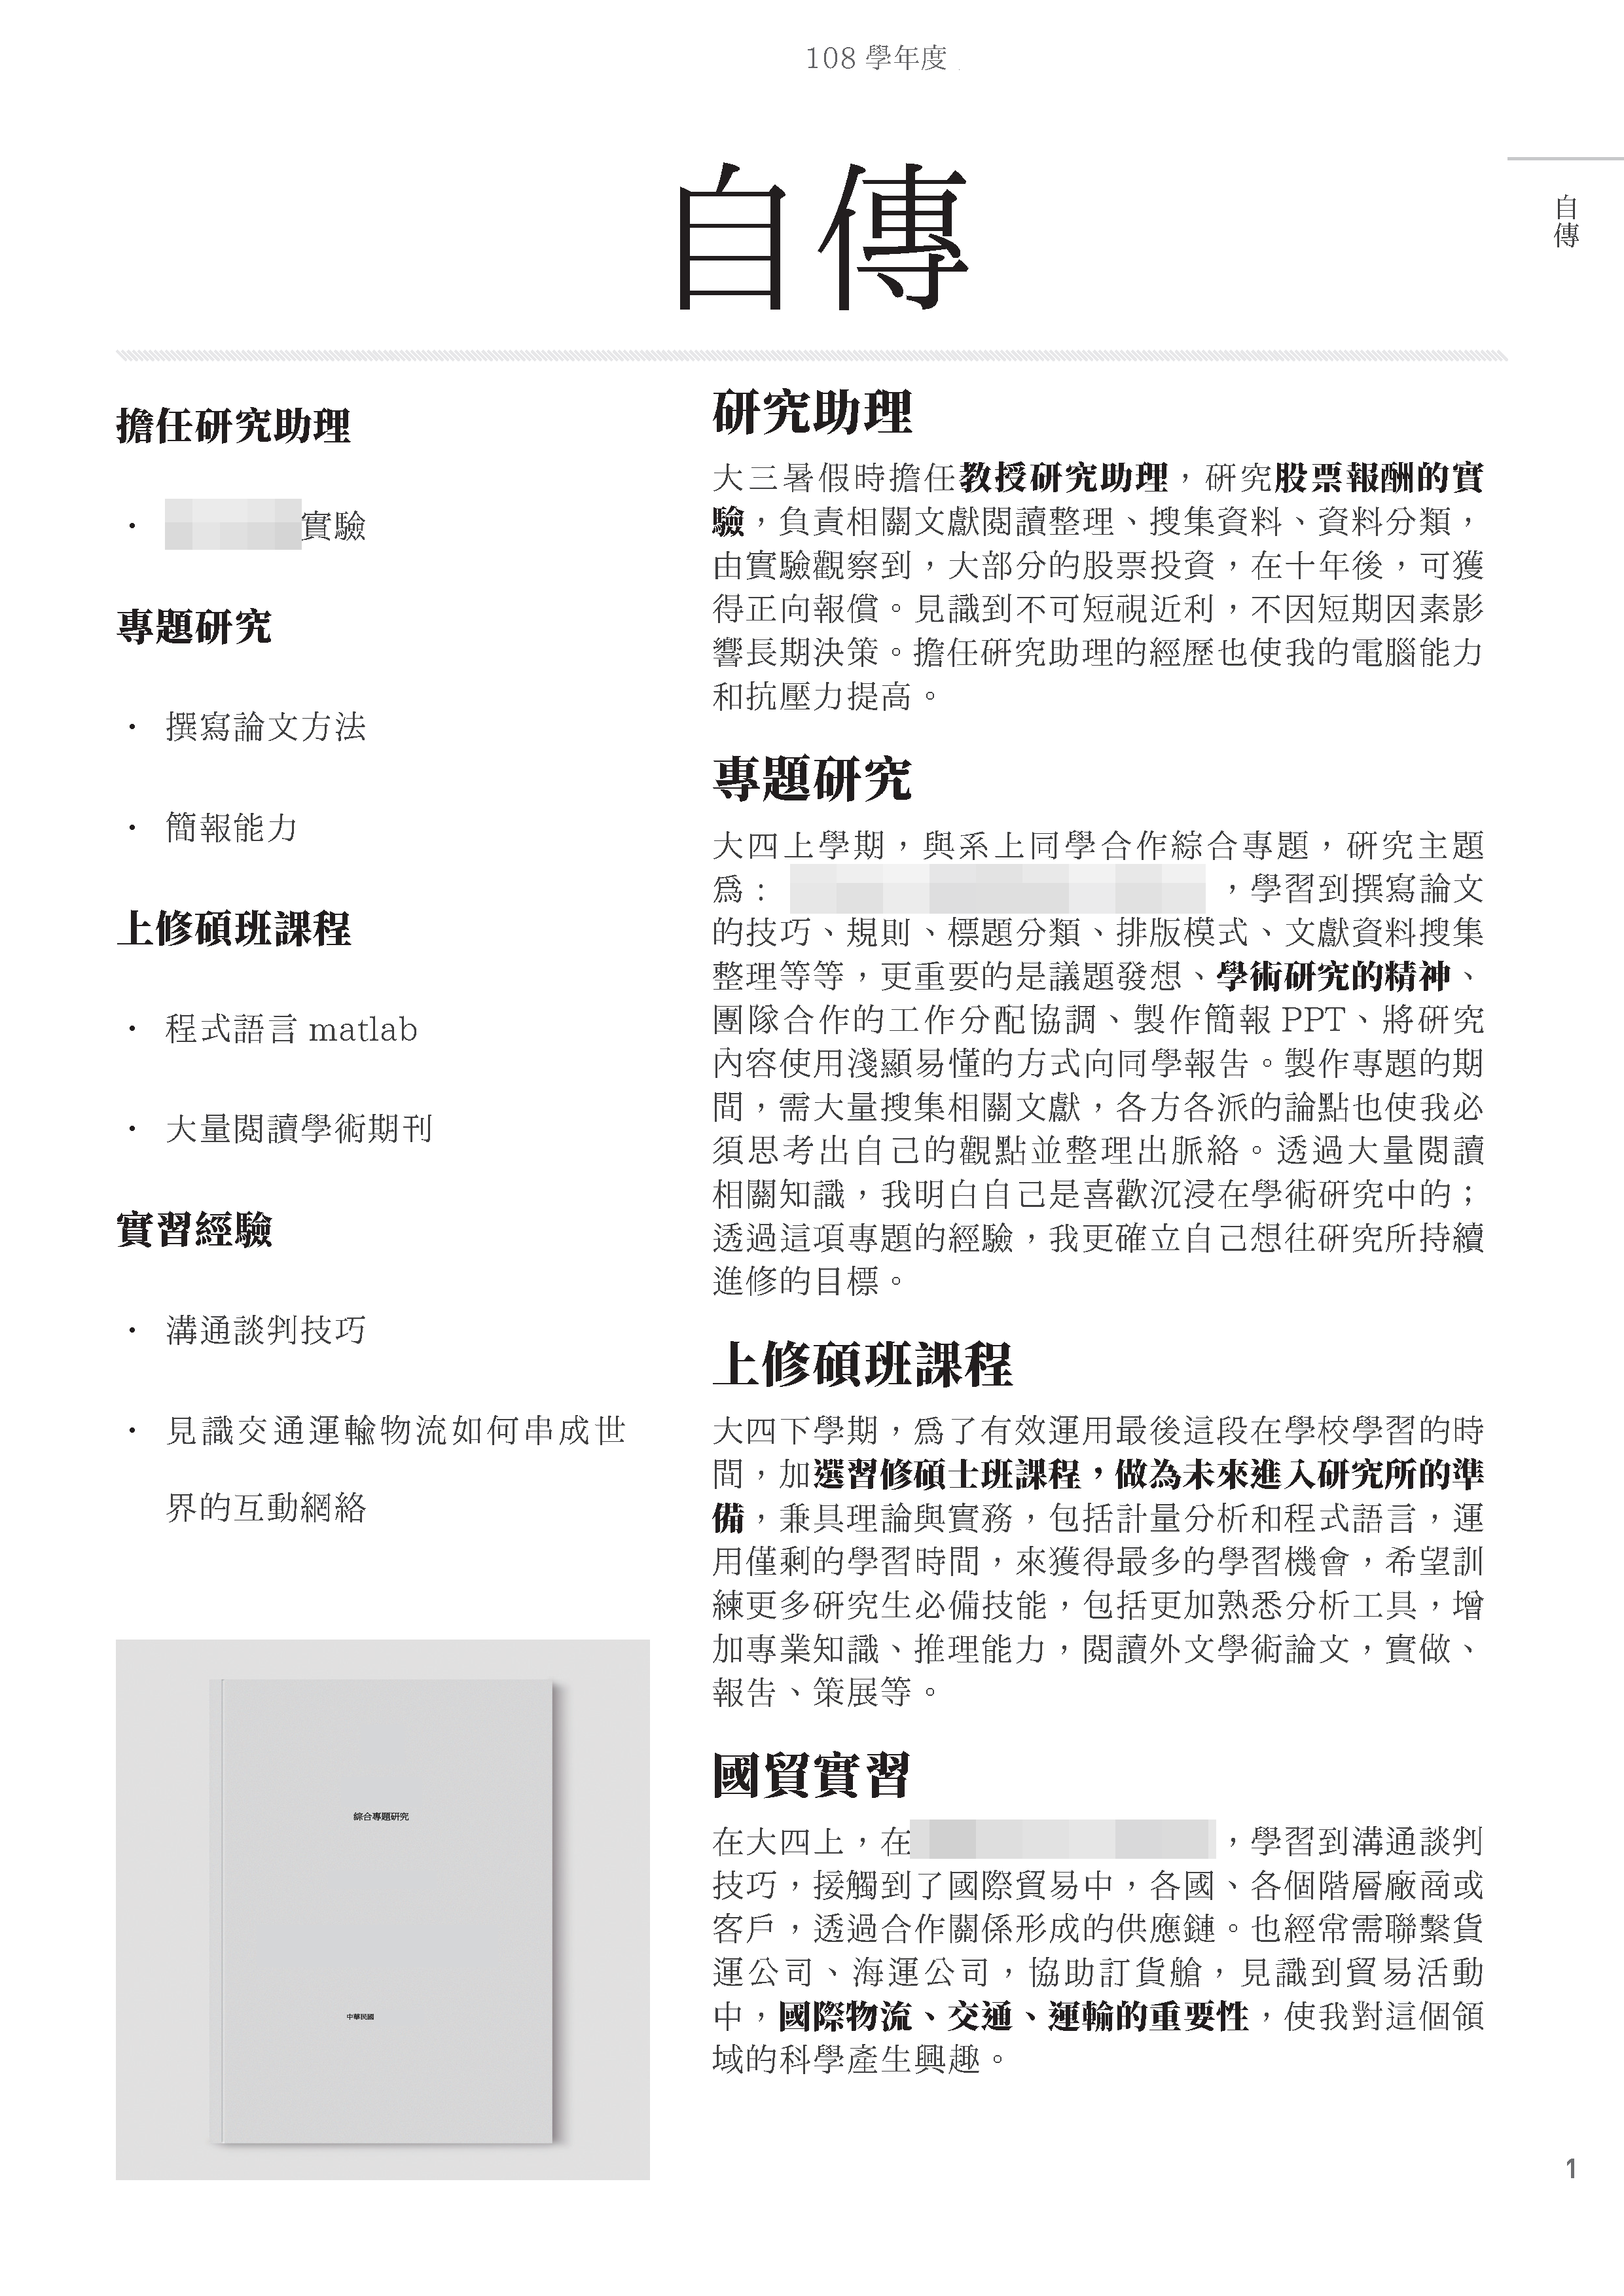 108 學年度
自傳
自傳
擔任研究助理
· 實驗
專題研究
· 撰寫論文方法
· 簡報能力
上修碩班課程
· 程式語言 matlab
· 大量閱讀學術期刊
實習經驗
· 溝通談判技巧
· 見識交通運輸物流如何串成世
界的互動網絡
綜合專題研究
中華民國
研究助理
大三暑假時擔任教授研究助理，研究股票報酬的實
驗，負責相關文獻閱讀整理、搜集資料、資料分類，
由實驗觀察到，大部分的股票投資，在十年後，可獲
得正向報償。見識到不可短視近利，不因短期因素影
響長期決策。擔任研究助理的經歷也使我的電腦能力
和抗壓力提高。
專題研究
大四上學期，與系上同學合作綜合專題，研究主題
為： ，學習到撰寫論文
的技巧、規則、標題分類、排版模式、文獻資料搜集
整理等等，更重要的是議題發想、學術研究的精神、
團隊合作的工作分配協調、製作簡報 PPT、將研究
內容使用淺顯易懂的方式向同學報告。製作專題的期
間，需大量搜集相關文獻，各方各派的論點也使我必
須思考出自己的觀點並整理出脈絡。透過大量閱讀
相關知識，我明白自己是喜歡沉浸在學術研究中的；
透過這項專題的經驗，我更確立自己想往研究所持續
進修的目標。
上修碩班課程
大四下學期，為了有效運用最後這段在學校學習的時
間，加選習修碩士班課程，做為未來進入研究所的準
備，兼具理論與實務，包括計量分析和程式語言，運
用僅剩的學習時間，來獲得最多的學習機會，希望訓
練更多研究生必備技能，包括更加熟悉分析工具，增
加專業知識、推理能力，閱讀外文學術論文，實做、
報告、策展等。
國貿實習
在大四上，在 ，學習到溝通談判
技巧，接觸到了國際貿易中，各國、各個階層廠商或
客戶，透過合作關係形成的供應鏈。也經常需聯繫貨
運公司、海運公司，協助訂貨艙，見識到貿易活動
中，國際物流、交通、運輸的重要性，使我對這個領
域的科學產生興趣。
1